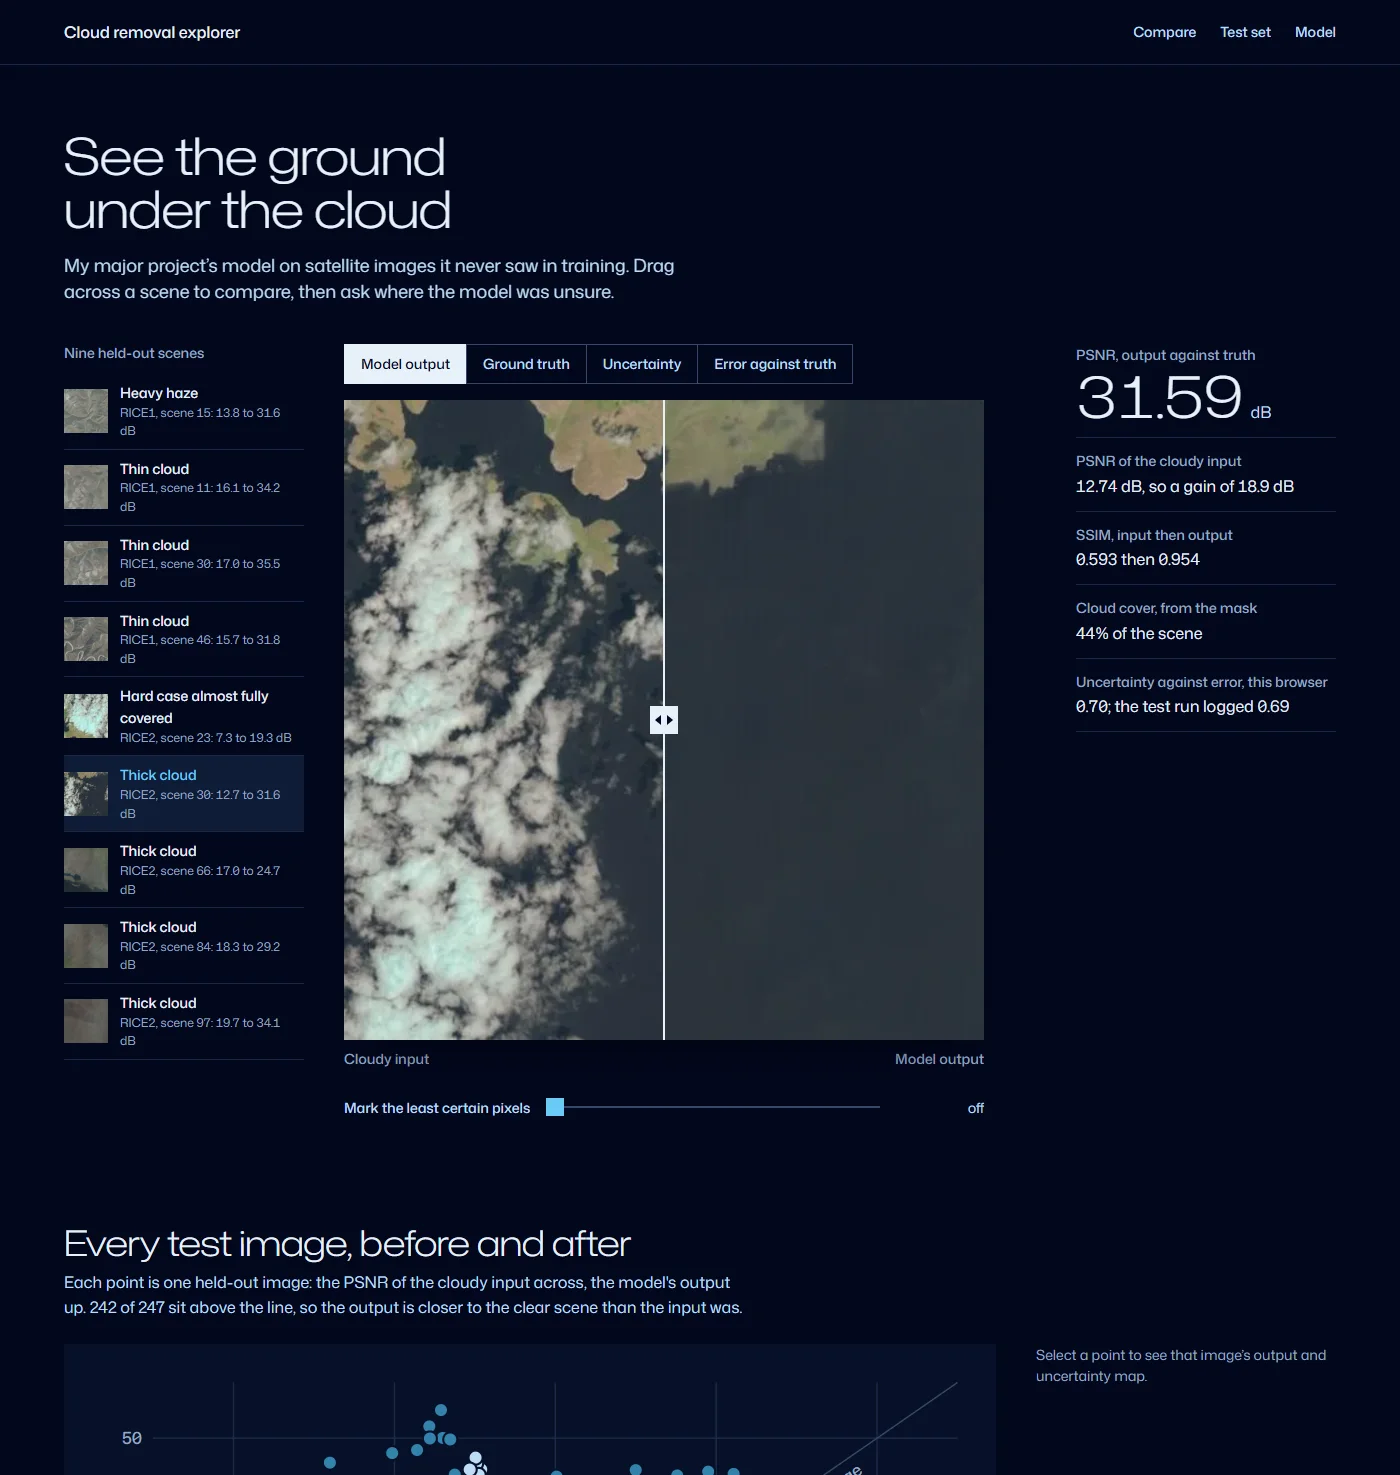 Cloud removal explorer
Compare
Test set
Model
See the ground
under the cloud
My major project’s model on satellite images it never saw in training. Drag
across a scene to compare, then ask where the model was unsure.
Nine held-out scenes
Heavy haze
RICE1, scene 15: 13.8 to 31.6
dB
Thin cloud
RICE1, scene 11: 16.1 to 34.2
dB
Thin cloud
RICE1, scene 30: 17.0 to 35.5
dB
Thin cloud
RICE1, scene 46: 15.7 to 31.8
dB
Hard case almost fully
covered
RICE2, scene 23: 7.3 to 19.3 dB
Thick cloud
RICE2, scene 30: 12.7 to 31.6
dB
Thick cloud
RICE2, scene 66: 17.0 to 24.7
dB
Thick cloud
RICE2, scene 84: 18.3 to 29.2
dB
Thick cloud
RICE2, scene 97: 19.7 to 34.1
dB
Model output
Ground truth
Uncertainty
Error against truth
Cloudy input
Model output
Mark the least certain pixels
off
PSNR, output against truth
31.59 dB
PSNR of the cloudy input
12.74 dB, so a gain of 18.9 dB
SSIM, input then output
0.593 then 0.954
Cloud cover, from the mask
44% of the scene
Uncertainty against error, this browser
0.70; the test run logged 0.69
Every test image, before and after
Each point is one held-out image: the PSNR of the cloudy input across, the model's output
up. 242 of 247 sit above the line, so the output is closer to the clear scene than the input was.
50
Select a point to see that image’s output and
uncertainty map.